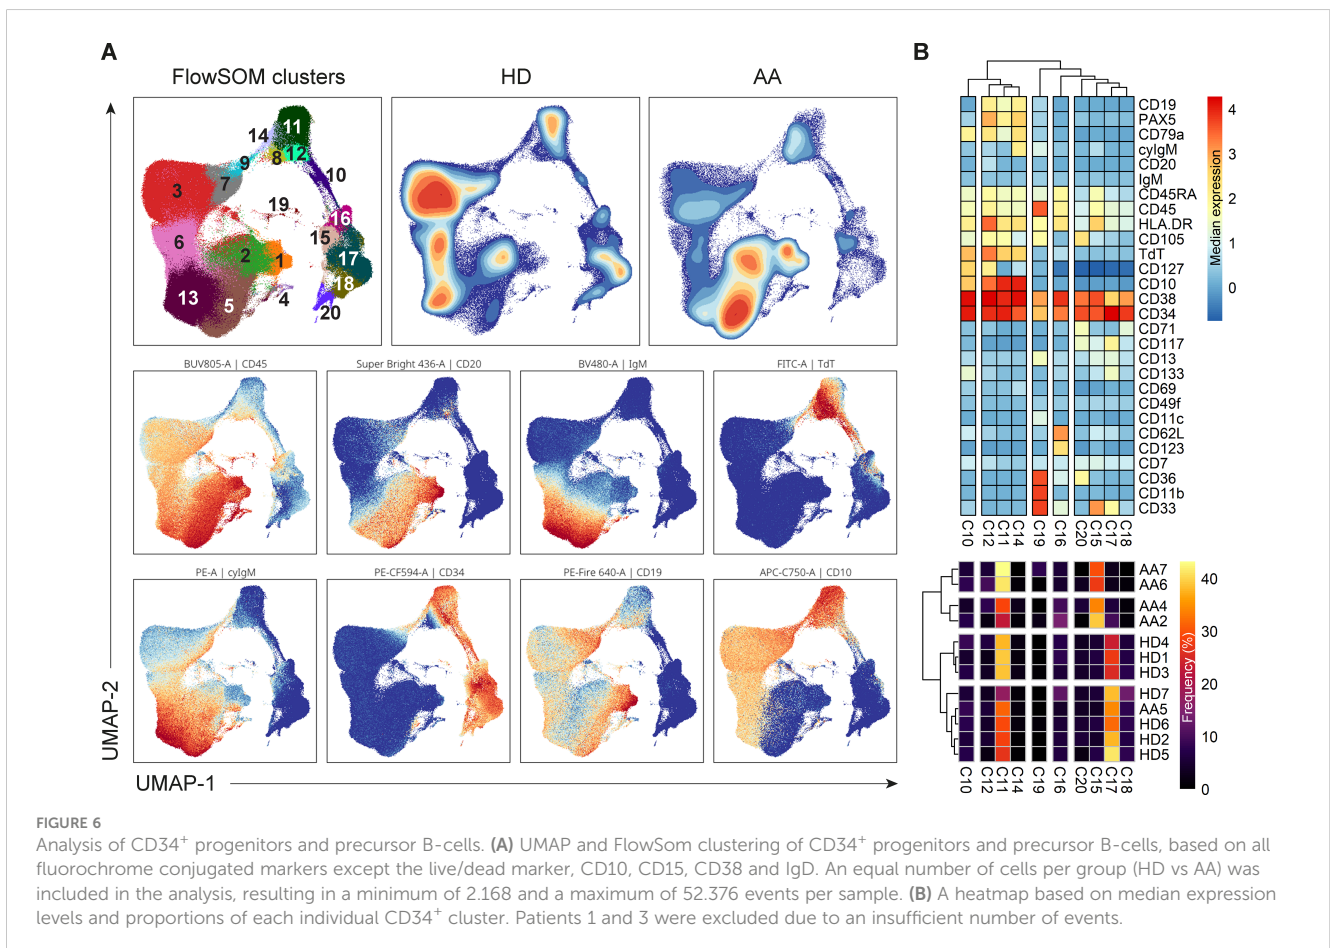 A
B
FlowSOM clusters
HD
AA
11
14
12
8
9
10
7
3
19
16
15
6
2
1
17
18
13
5
4
20
BUV805-A | CD45
Super Bright 436-A | CD20
BV480-A | IgM
FITC-A | TdT
PE-A | cyIgM
PE-CF594-A | CD34
PE-Fire 640-A | CD19
APC-C750-A | CD10
UMAP-2
UMAP-1
CD19
PAX5
CD79a
cyIgM
CD20
IgM
CD45RA
CD45
HLA.DR
CD105
TdT
CD127
CD10
CD38
CD34
CD71
CD117
CD13
CD133
CD69
CD49f
CD11c
CD62L
CD123
CD7
CD36
CD11b
CD33
C10
C12
C11
C14
C19
C16
C20
C15
C17
C18
4
3
2
1
0
Median expression
AA7
AA6
AA4
AA2
HD4
HD1
HD3
HD7
AA5
HD6
HD2
HD5
C10
C12
C11
C14
C19
C16
C20
C15
C17
C18
40
30
20
10
0
Frequency (%)
FIGURE 6
Analysis of CD34+ progenitors and precursor B-cells. (A) UMAP and FlowSom clustering of CD34+ progenitors and precursor B-cells, based on all
fluorochrome conjugated markers except the live/dead marker, CD10, CD15, CD38 and IgD. An equal number of cells per group (HD vs AA) was
included in the analysis, resulting in a minimum of 2.168 and a maximum of 52.376 events per sample. (B) A heatmap based on median expression
levels and proportions of each individual CD34+ cluster. Patients 1 and 3 were excluded due to an insufficient number of events.